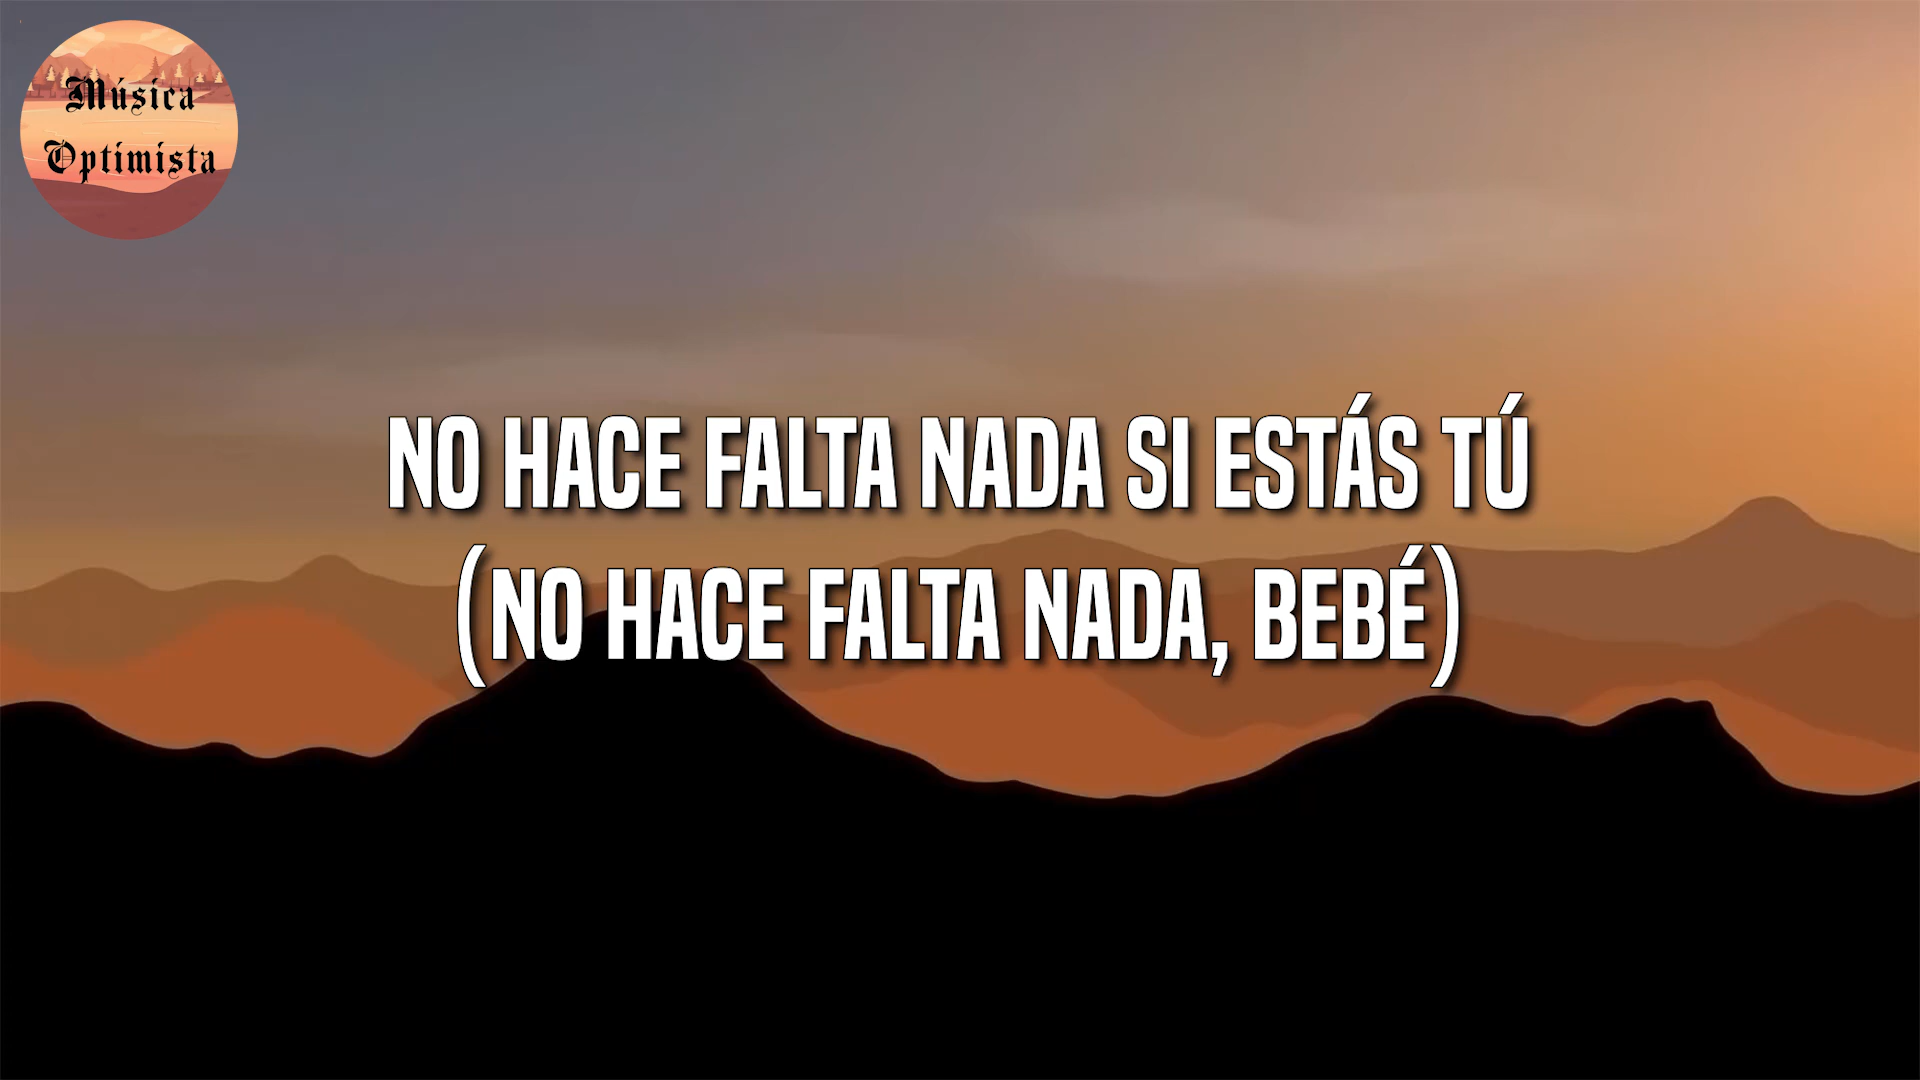 Música
Optimista
NO HACE FALTA NADA SI ESTÁS TÚ
(NO HACE FALTA NADA, BEBÉ)